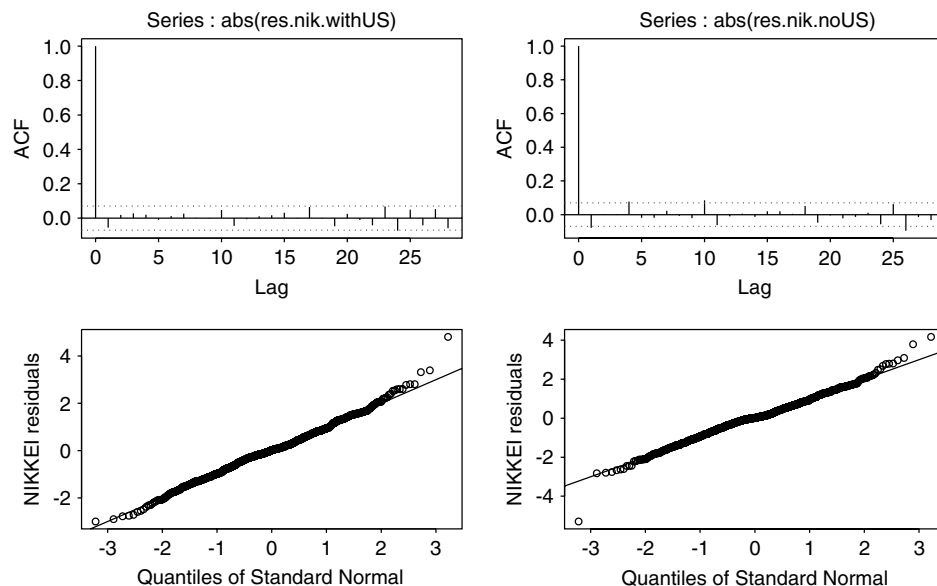 Series : abs(res.nik.withUS)
1.0
0.8
0.6
0.4
0.2
0.0
ACF
0 5 10 15 20 25
Lag
Series : abs(res.nik.noUS)
1.0
0.8
0.6
0.4
0.2
0.0
ACF
0 5 10 15 20 25
Lag
4
2
0
-2
NIKKEI residuals
-3 -2 -1 0 1 2 3
Quantiles of Standard Normal
4
2
0
-2
-4
NIKKEI residuals
-3 -2 -1 0 1 2 3
Quantiles of Standard Normal